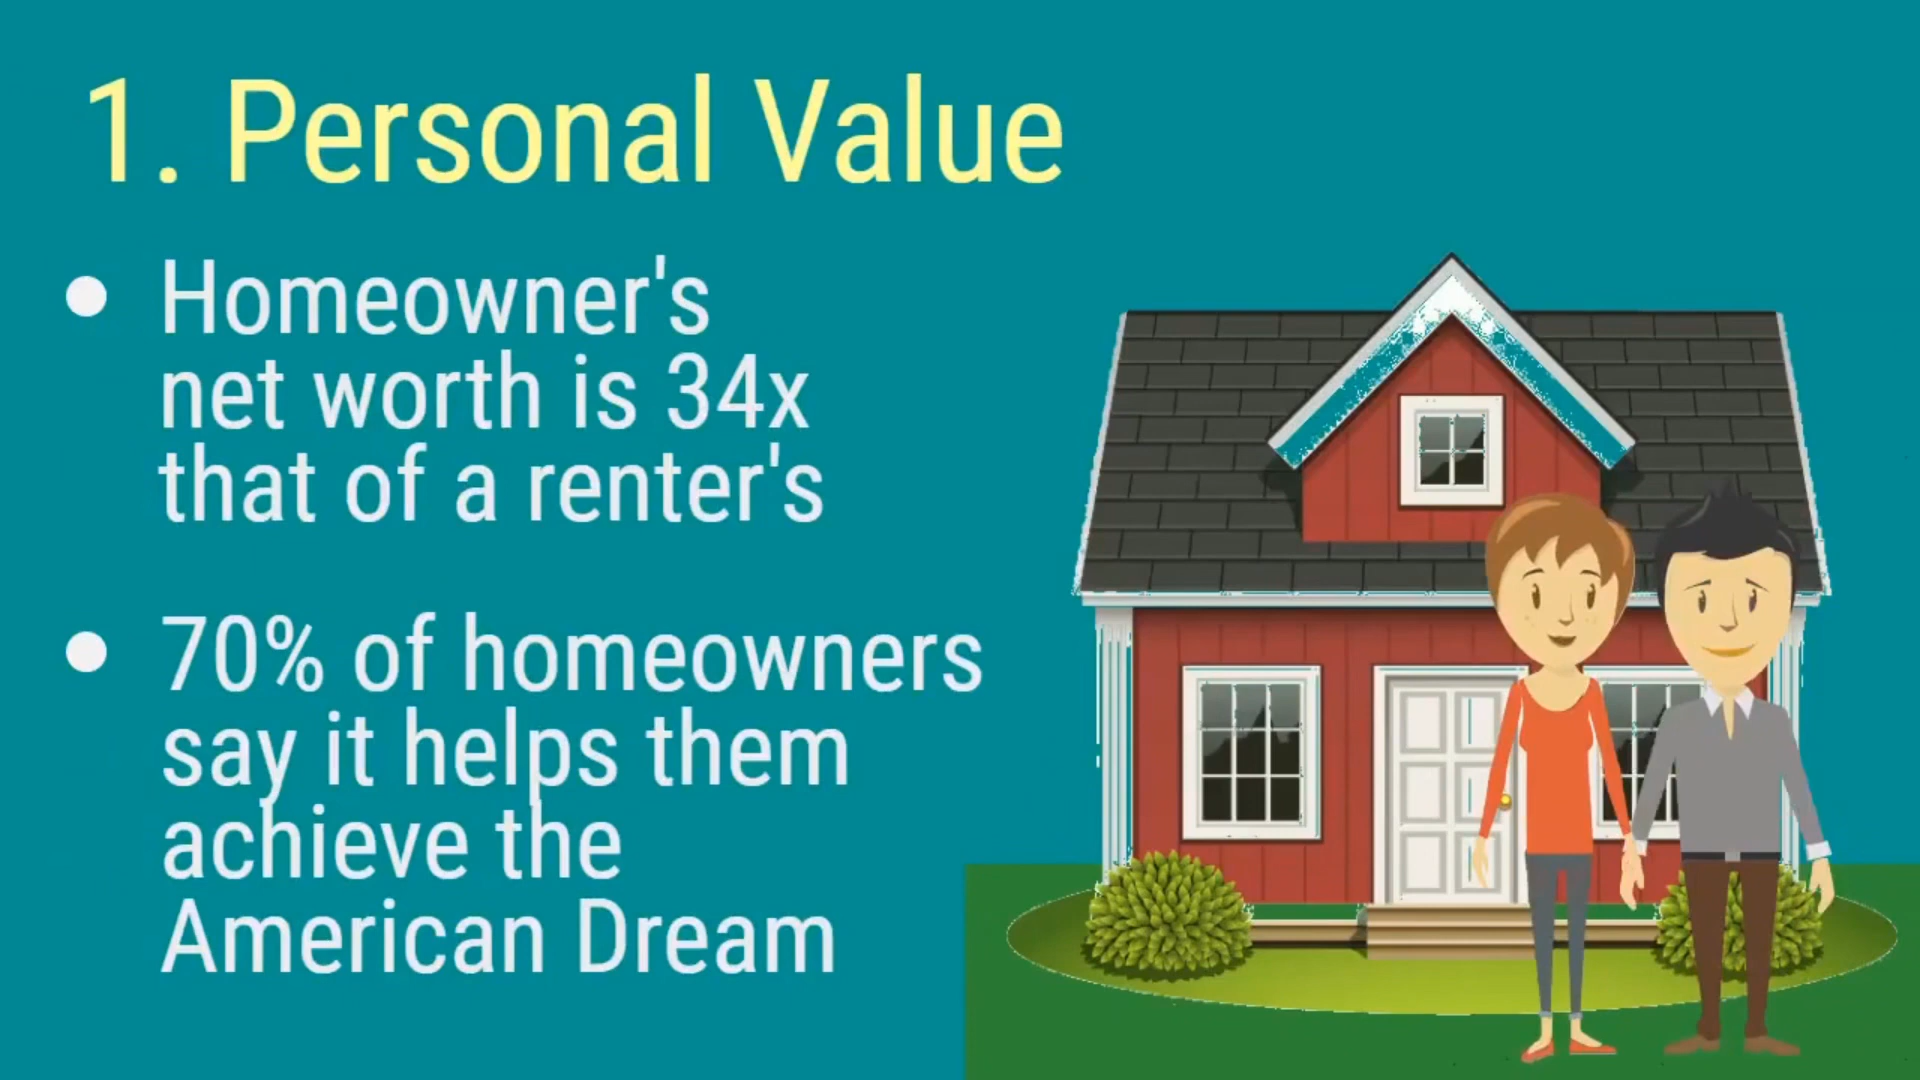 1. Personal Value
● Homeowner's
net worth is 34x
that of a renter's
● 70% of homeowners
say it helps them
achieve the
American Dream